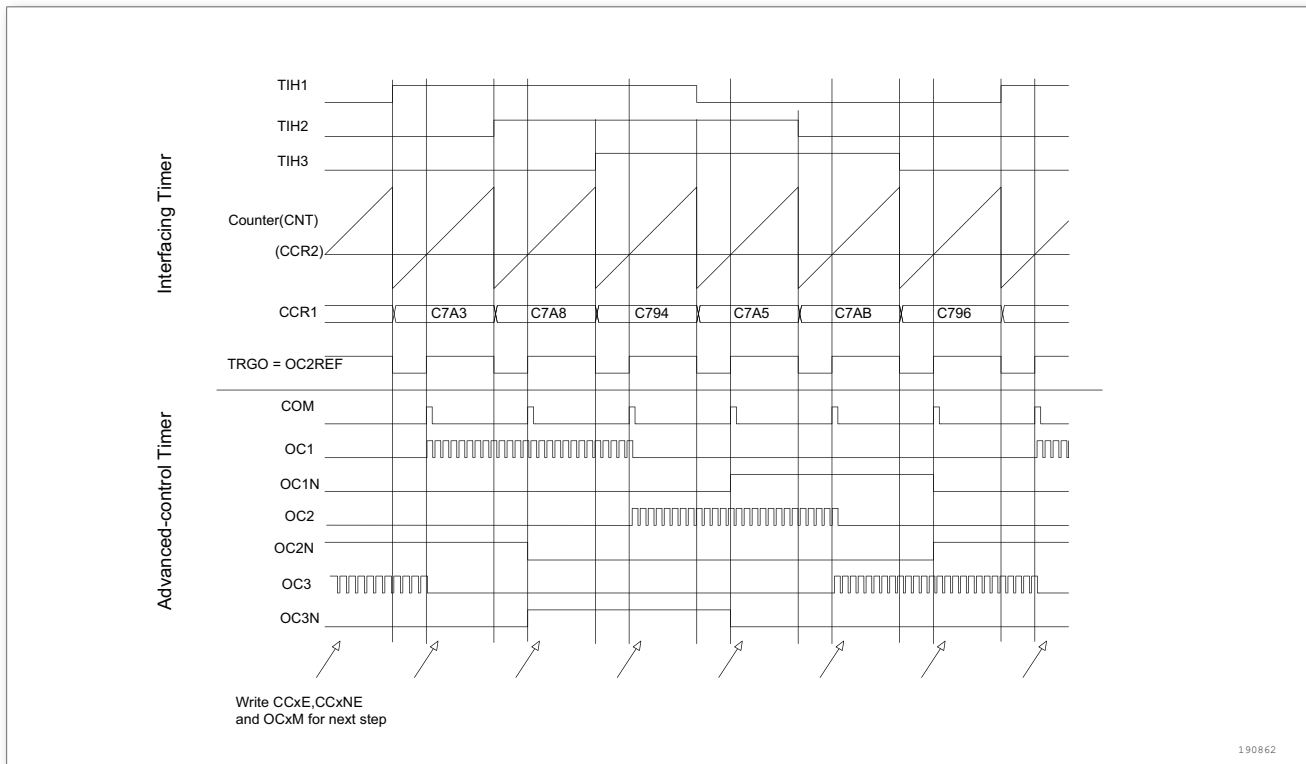 Interfacing Timer
TIH1
TIH2
TIH3
Counter(CNT)
(CCR2)
CCR1 C7A3 C7A8 C794 C7A5 C7AB C796
TRGO = OC2REF
Advanced-control Timer
COM
OC1
OC1N
OC2
OC2N
OC3
OC3N
Write CCxE,CCxNE
and OCxM for next step
190862